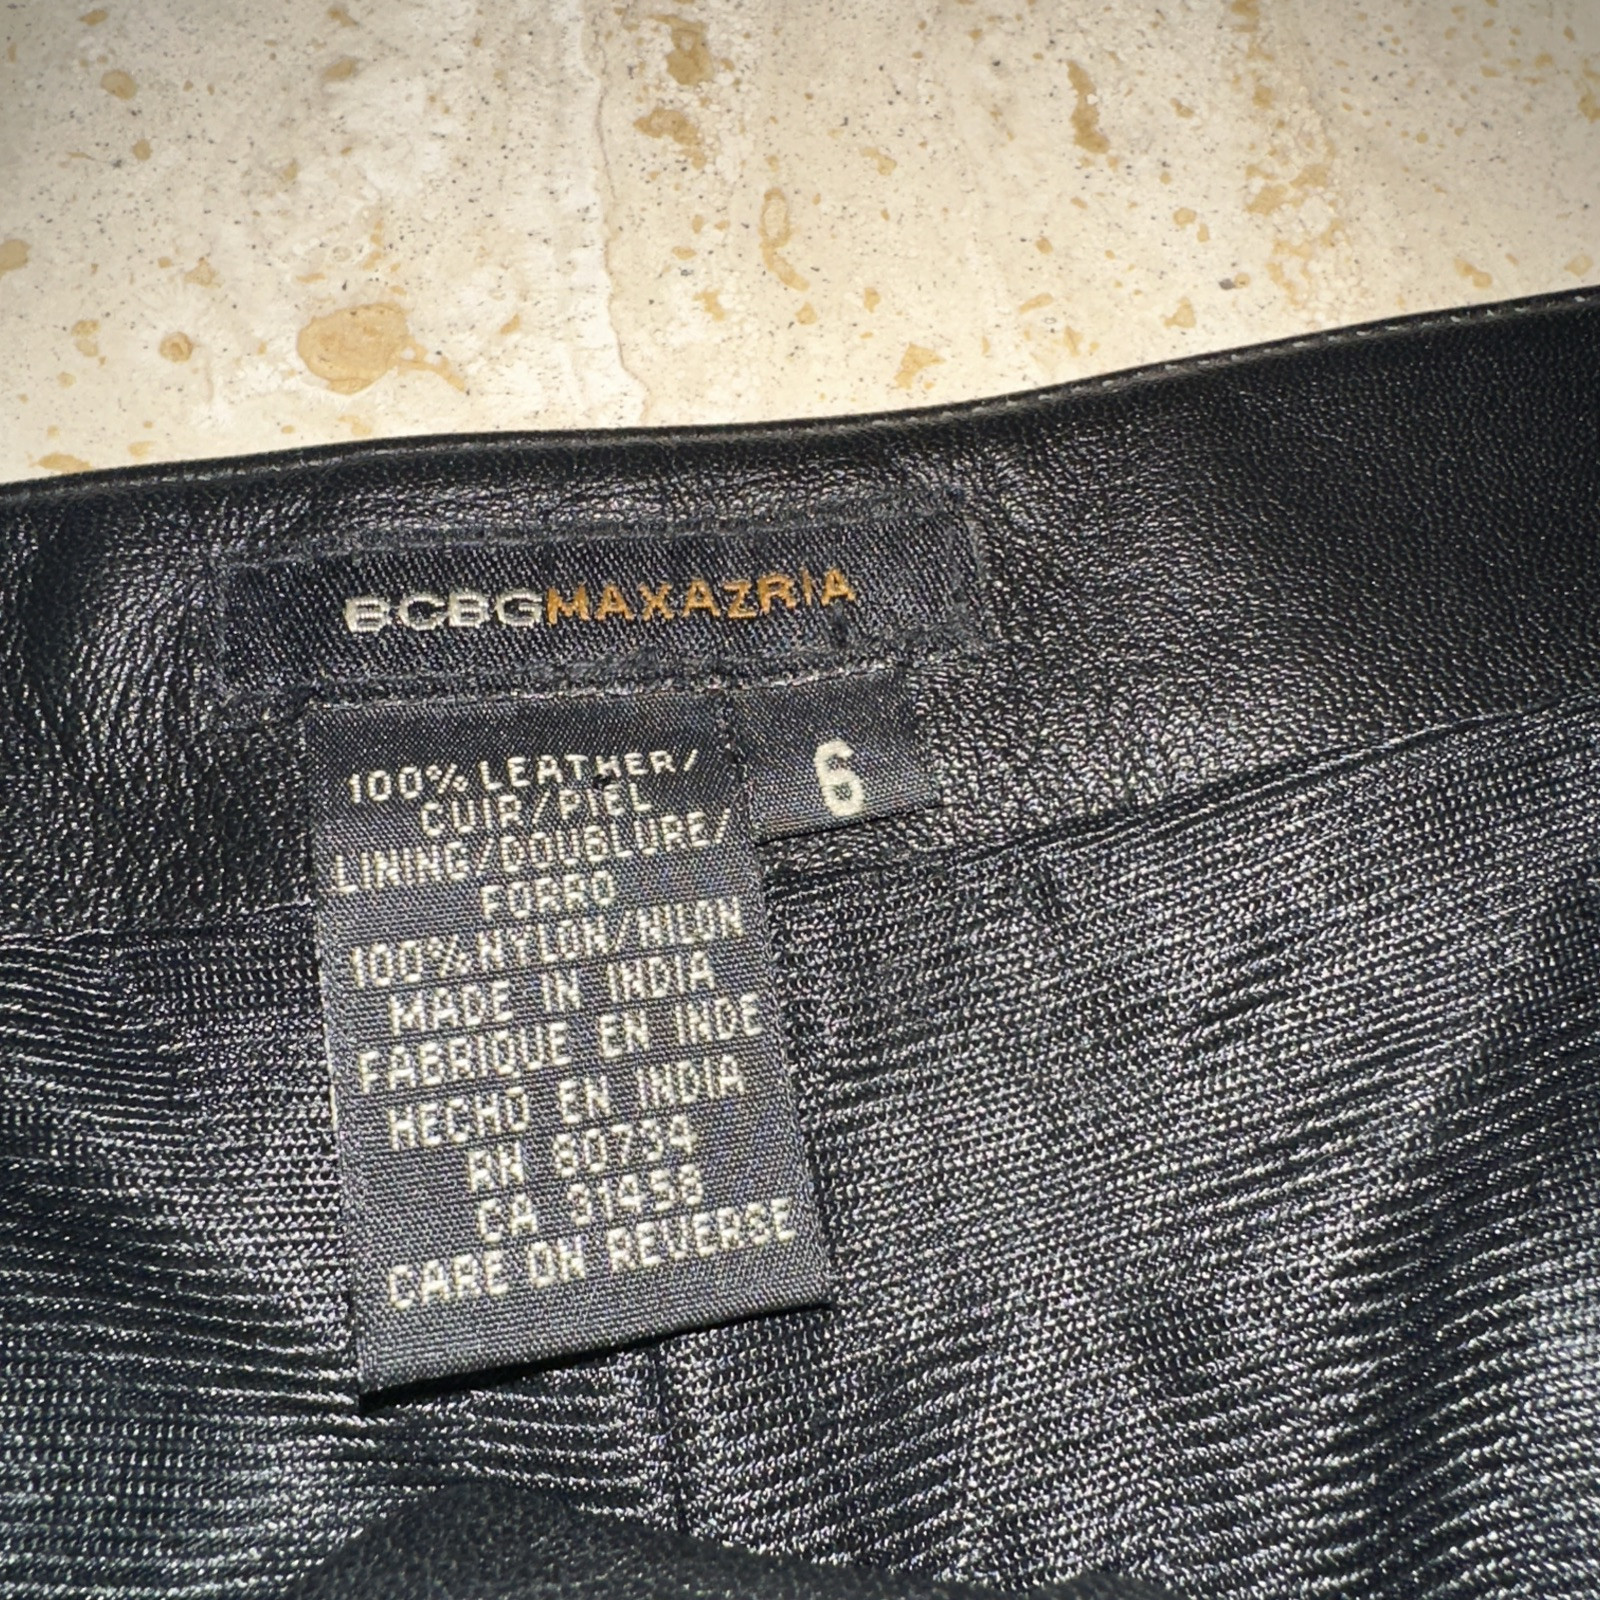 BCBGMAXAZRIA
6
100% LEATHER/
CUIR/PIEL
LINING/DOUBLURE/
FORRO
100% NYLON/NILON
MADE IN INDIA
FABRIQUE EN INDE
HECHO EN INDIA
RN 80734
CA 31438
CARE ON REVERSE